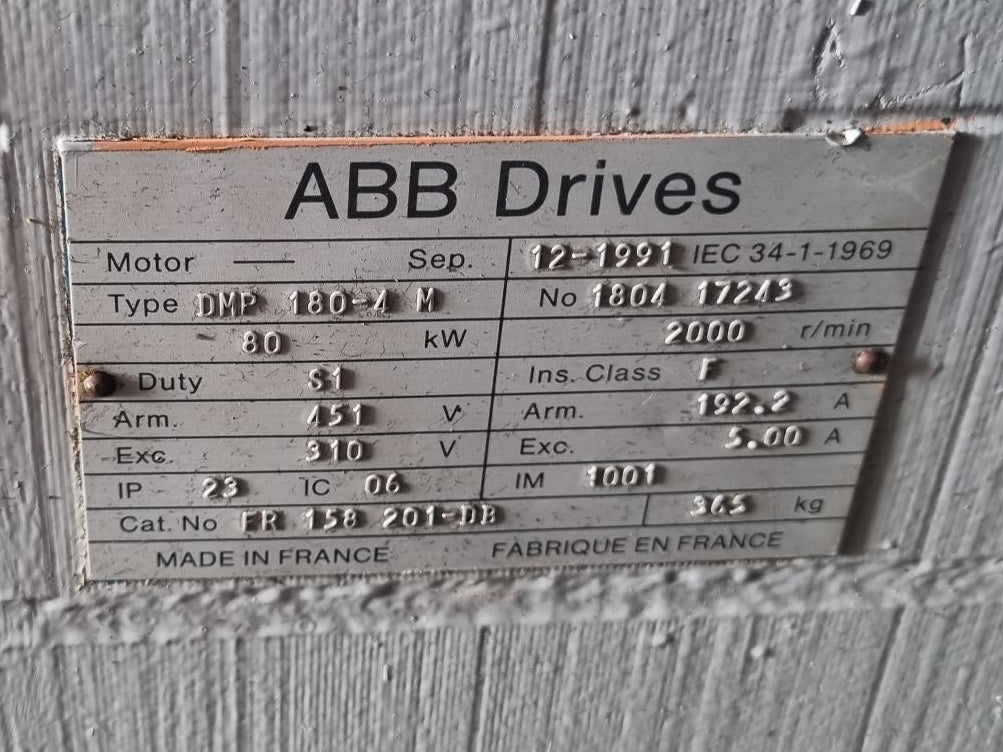 ABB Drives
Motor — Sep. 12-1991 IEC 34-1-1969
Type DMP 180-4 M No 1804 17243
80 kW 2000 r/min
Duty S1 Ins. Class F
Arm. 451 V Arm. 192.2 A
Exc. 310 V Exc. 5.00 A
IP 23 IC 06 IM 1001
Cat. No FR 158 201-DB 365 kg
MADE IN FRANCE FABRIQUE EN FRANCE